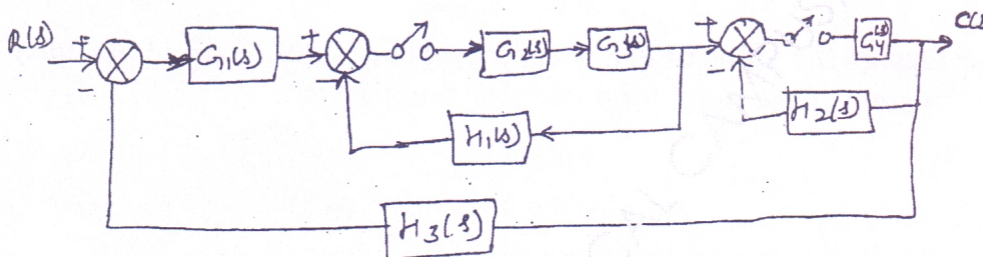 R(s)
+
-
G1(s)
+
-
G2(s)
G3(s)
+
-
G4(s)
H1(s)
H2(s)
H3(s)